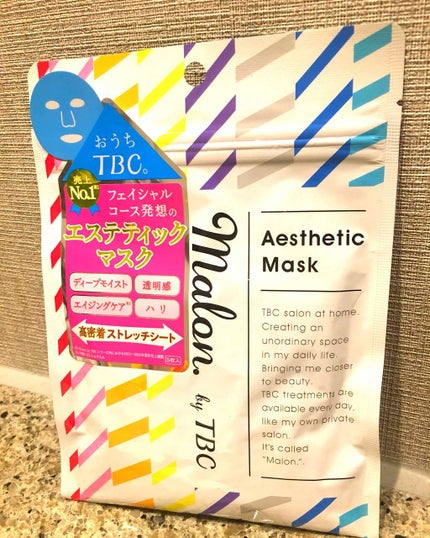 おうち
TBC。
売上
No.1
フェイシャル
コース発想の
エステティック
マスク
ディープモイスト
透明感
エイジングケア
ハリ
高密着ストレッチシート
5枚入
Malon. by TBC
Aesthetic
Mask
TBC salon at home.
Creating an
unordinary space
in my daily life.
Bringing me closer
to beauty.
TBC treatments are
available every day,
like my own private
salon.
It's called
"Malon.".